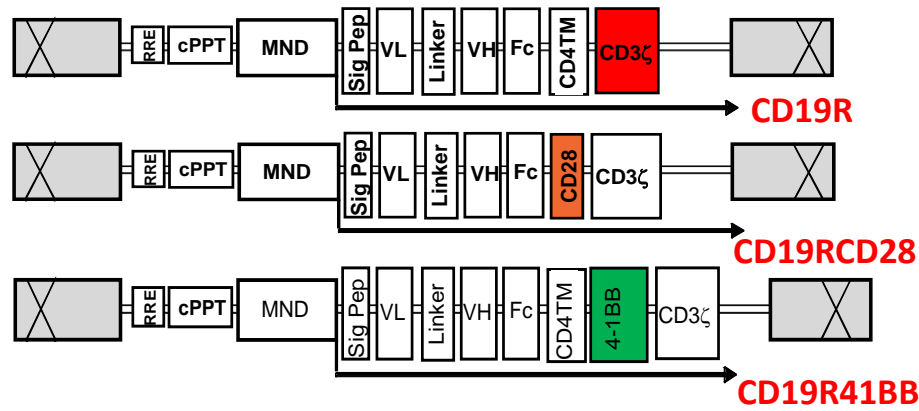 RRE cPPT MND Sig Pep VL Linker VH Fc CD4TM CD3ζ
CD19R
RRE cPPT MND Sig Pep VL Linker VH Fc CD28 CD3ζ
CD19RCD28
RRE cPPT MND Sig Pep VL Linker VH Fc CD4TM 4-1BB CD3ζ
CD19R41BB